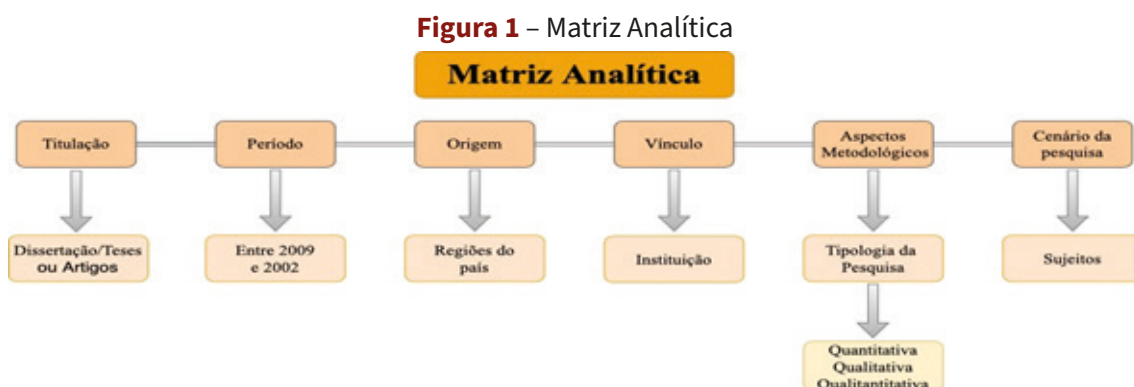 Figura 1 – Matriz Analítica
Matriz Analítica
Titulação
Período
Origem
Vínculo
Aspectos
Metodológicos
Cenário da
pesquisa
Dissertação/Teses
ou Artigos
Entre 2009
e 2002
Regiões do
país
Instituição
Tipologia da
Pesquisa
Sujeitos
Quantitativa
Qualitativa
Qualitantitativa